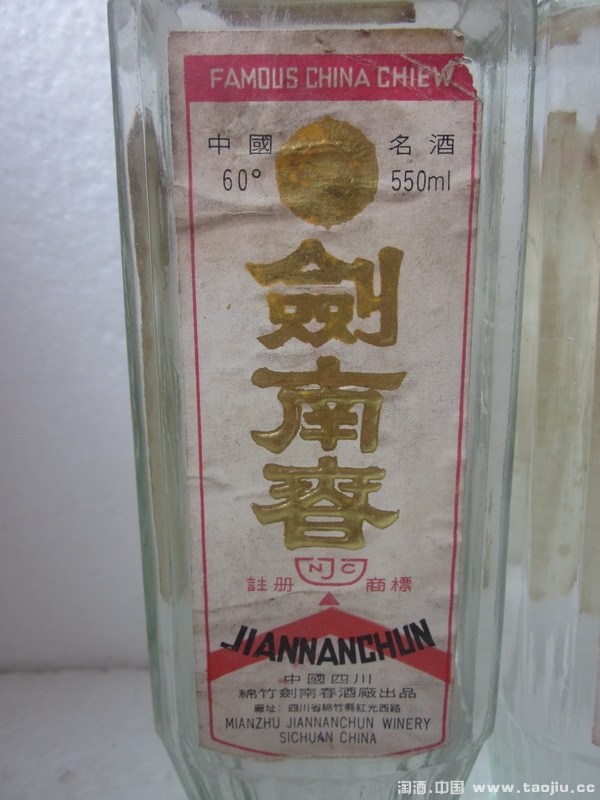 FAMOUS CHINA CHIEW
中國 名酒
60° 550ml
劍南春
NJC
註册 商標
JIANNANCHUN
中國四川
綿竹劍南春酒廠出品
廠址:四川省綿竹縣紅光西路
MIANZHU JIANNANCHUN WINERY
SICHUAN CHINA
淘酒.中国 www.taojiu.cc